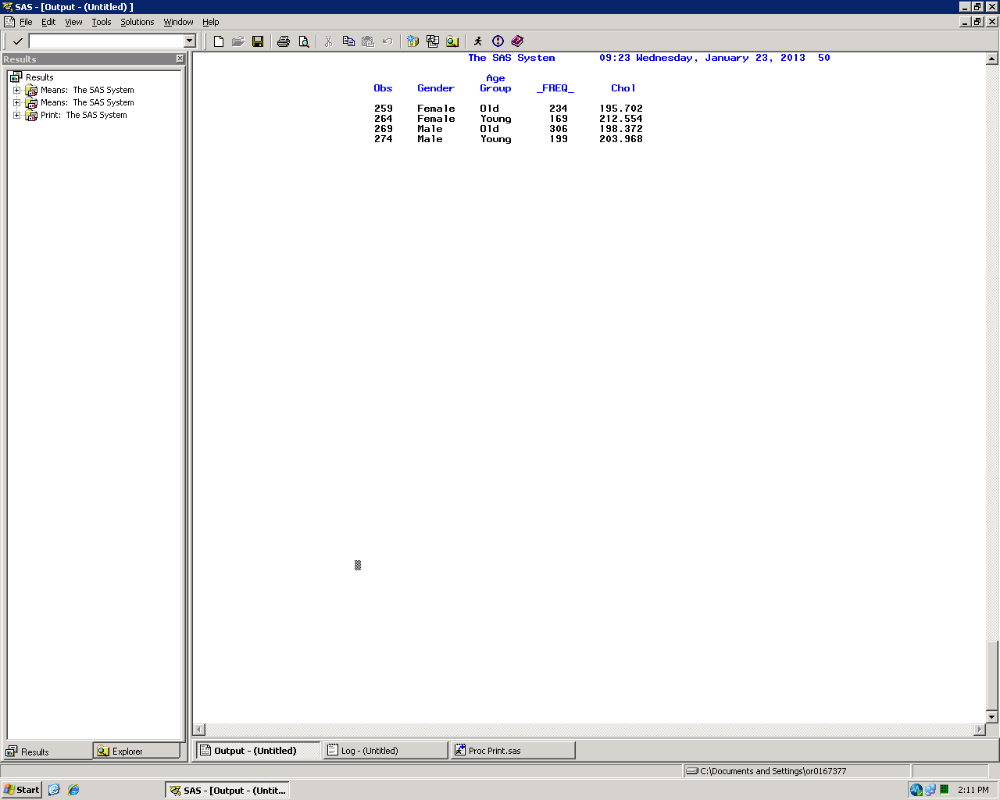 SAS - [Output - (Untitled) ]
File Edit View Tools Solutions Window Help
Results
Results
Means: The SAS System
Means: The SAS System
Print: The SAS System
The SAS System 09:23 Wednesday, January 23, 2013 50
Age
Obs Gender Group _FREQ_ Chol
259 Female Old 234 195.702
264 Female Young 169 212.554
269 Male Old 306 198.372
274 Male Young 199 203.968
Results Explorer
Output - (Untitled) Log - (Untitled) Proc Print.sas
C:\Documents and Settings\or0167377
Start SAS - [Output - (Untit... 2:11 PM